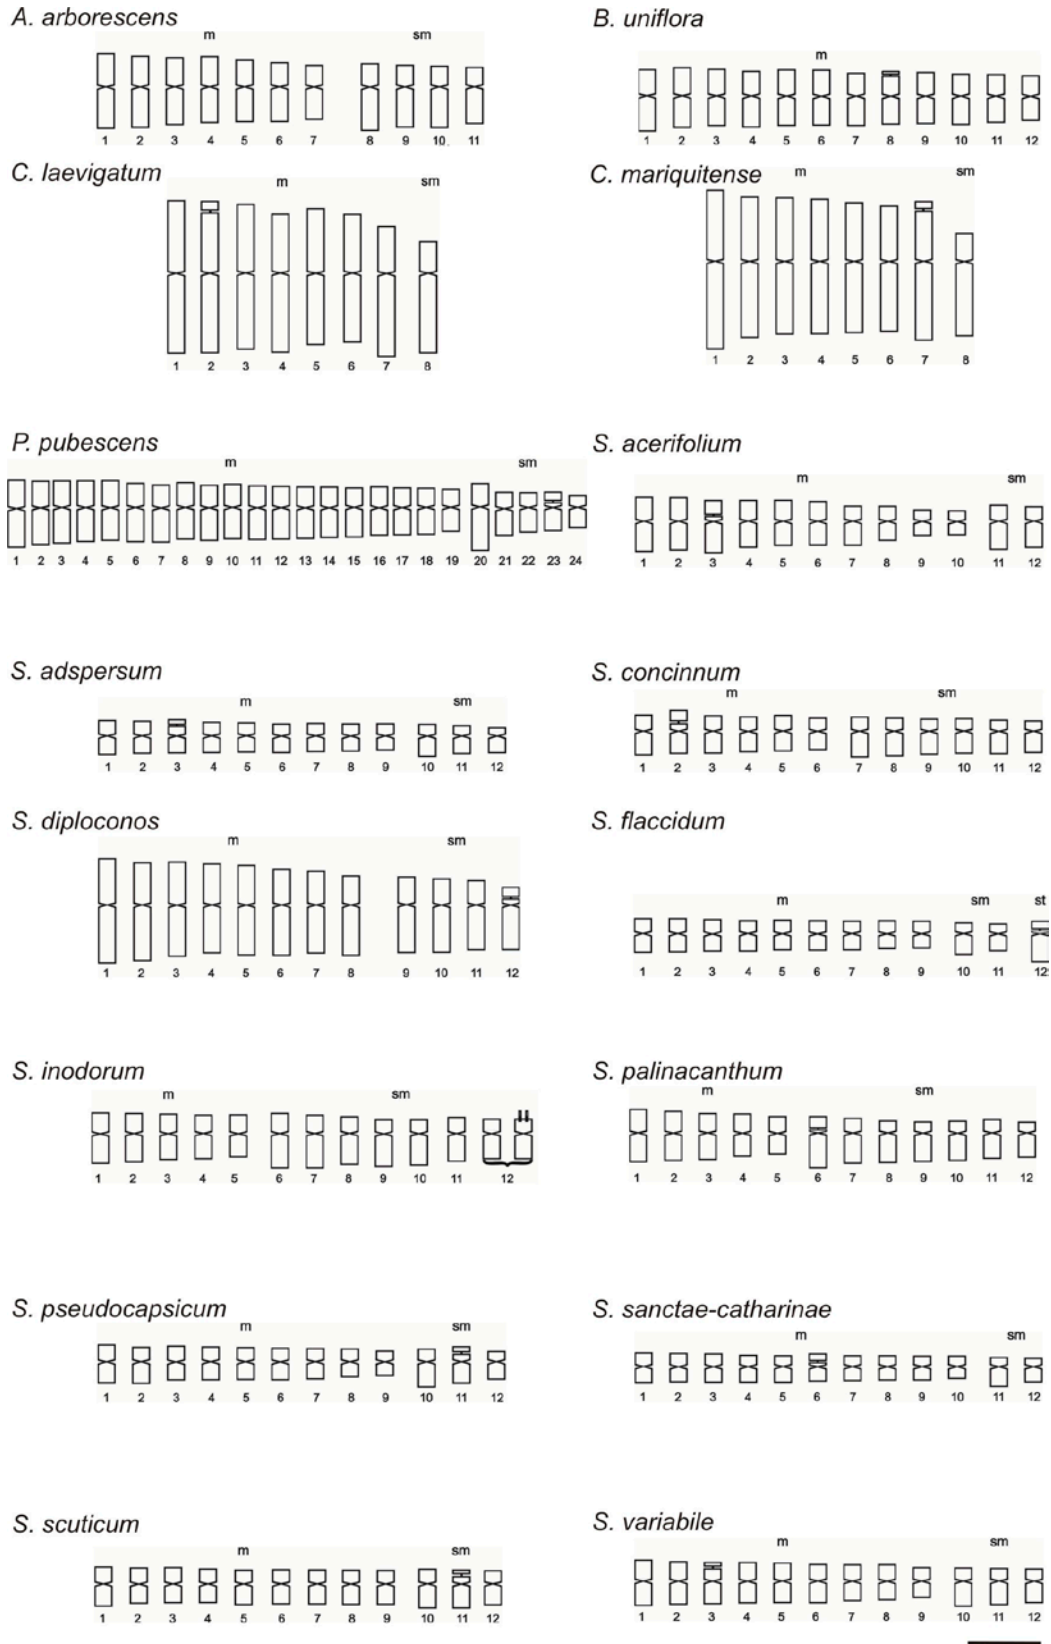 A. arborescens
m sm
1 2 3 4 5 6 7 8 9 10. 11
B. uniflora
m
1 2 3 4 5 6 7 8 9 10 11 12
C. laevigatum
m sm
1 2 3 4 5 6 7 8
C. mariquitense
m sm
1 2 3 4 5 6 7 8
P. pubescens
m sm
1 2 3 4 5 6 7 8 9 10 11 12 13 14 15 16 17 18 19 20 21 22 23 24
S. acerifolium
m sm
1 2 3 4 5 6 7 8 9 10 11 12
S. adspersum
m sm
1 2 3 4 5 6 7 8 9 10 11 12
S. concinnum
m sm
1 2 3 4 5 6 7 8 9 10 11 12
S. diploconos
m sm
1 2 3 4 5 6 7 8 9 10 11 12
S. flaccidum
m sm st
1 2 3 4 5 6 7 8 9 10 11 12
S. inodorum
m sm
1 2 3 4 5 6 7 8 9 10 11 12
S. palinacanthum
m sm
1 2 3 4 5 6 7 8 9 10 11 12
S. pseudocapsicum
m sm
1 2 3 4 5 6 7 8 9 10 11 12
S. sanctae-catharinae
m sm
1 2 3 4 5 6 7 8 9 10 11 12
S. scuticum
m sm
1 2 3 4 5 6 7 8 9 10 11 12
S. variabile
m sm
1 2 3 4 5 6 7 8 9 10 11 12